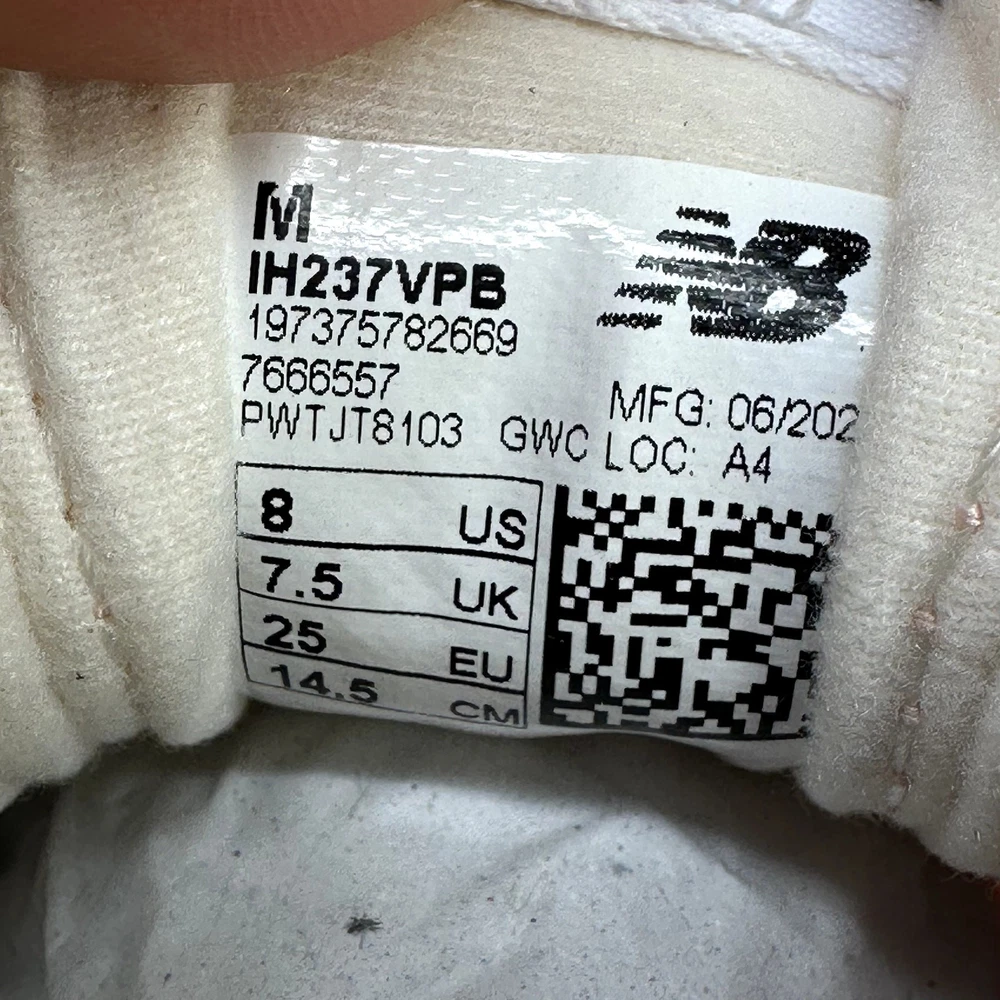 M
IH237VPB
197375782669
7666557
PWTJT8103 GWC
NB
MFG: 06/202
LOC: A4
8 US
7.5 UK
25 EU
14.5 CM